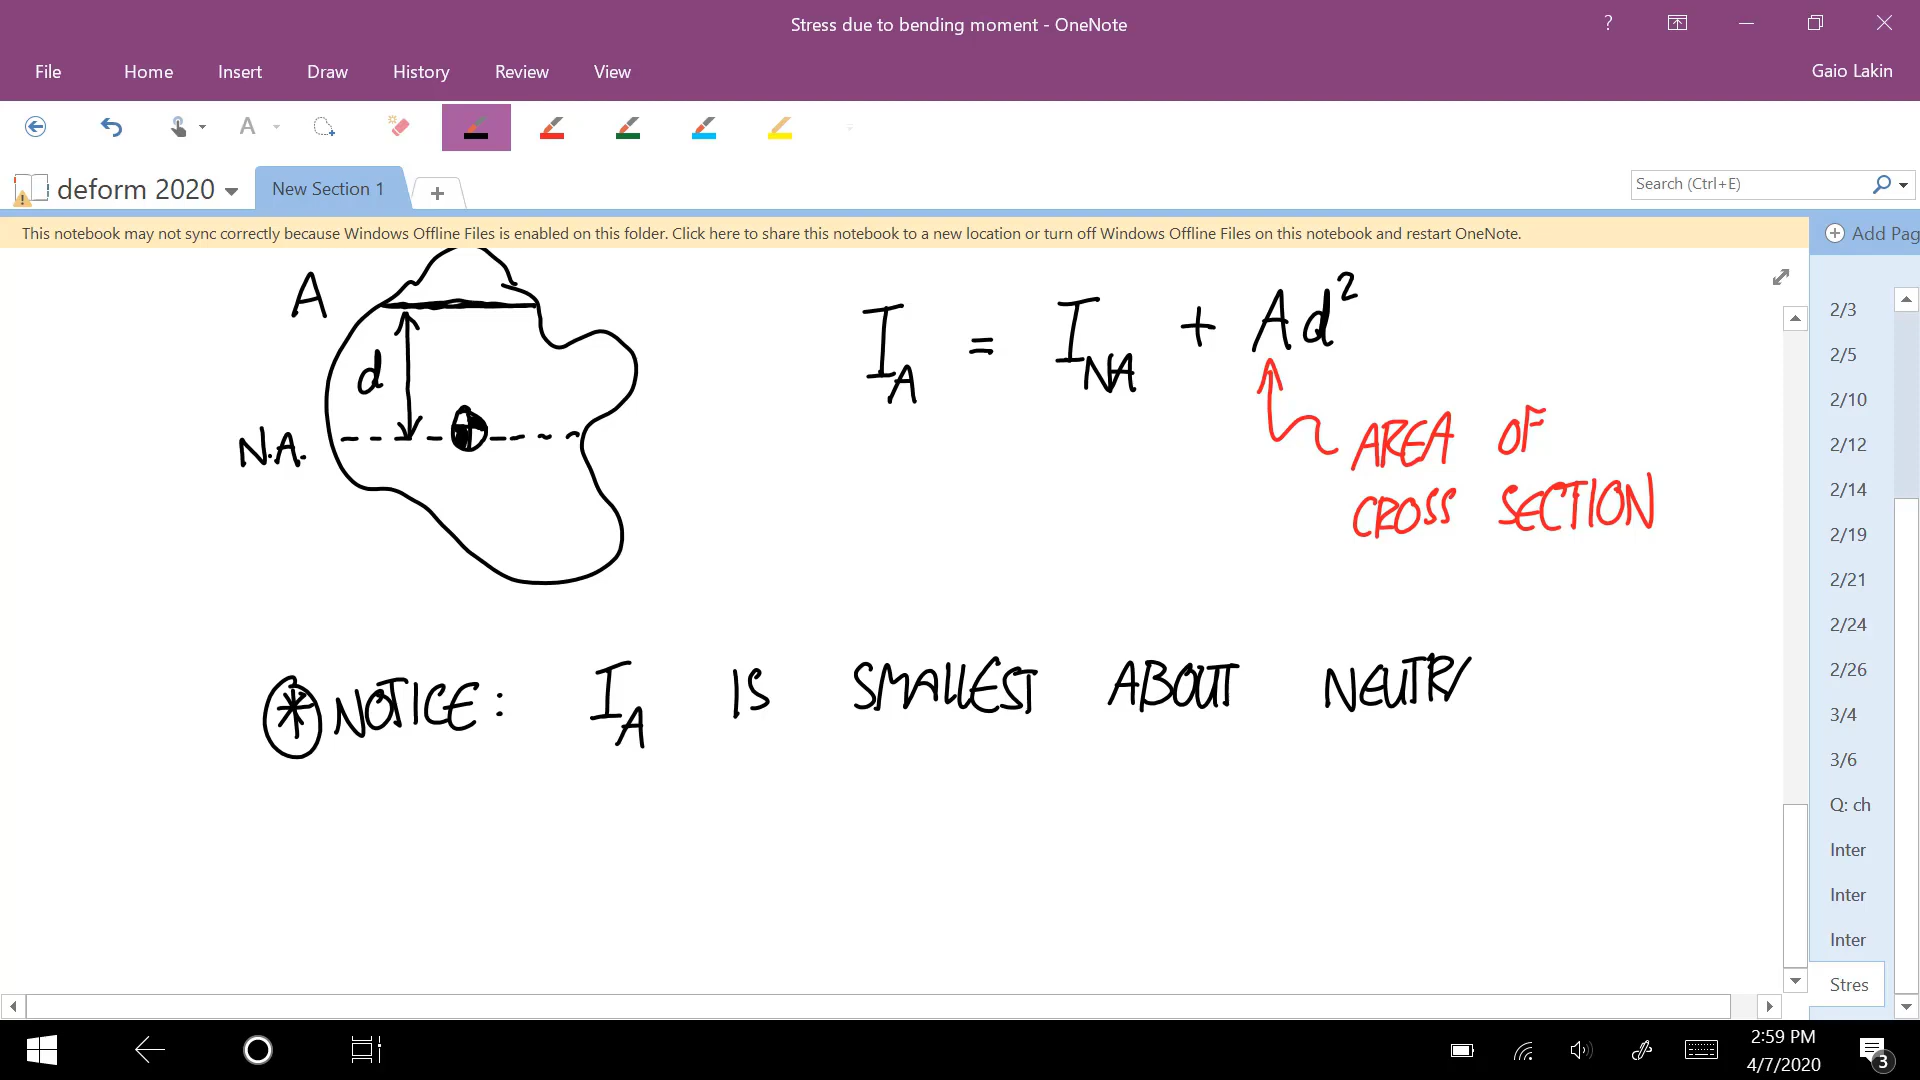 Stress due to bending moment - OneNote
?
File Home Insert Draw History Review View
Gaio Lakin
A
deform 2020
New Section 1
+
Search (Ctrl+E)
This notebook may not sync correctly because Windows Offline Files is enabled on this folder. Click here to share this notebook to a new location or turn off Windows Offline Files on this notebook and restart OneNote.
Add Pag
A
d
N.A.
I_A = I_NA + Ad²
AREA OF
CROSS SECTION
* NOTICE: I_A IS SMALLEST ABOUT NEUTR
2/3
2/5
2/10
2/12
2/14
2/19
2/21
2/24
2/26
3/4
3/6
Q: ch
Inter
Inter
Inter
Stres
2:59 PM
4/7/2020
3